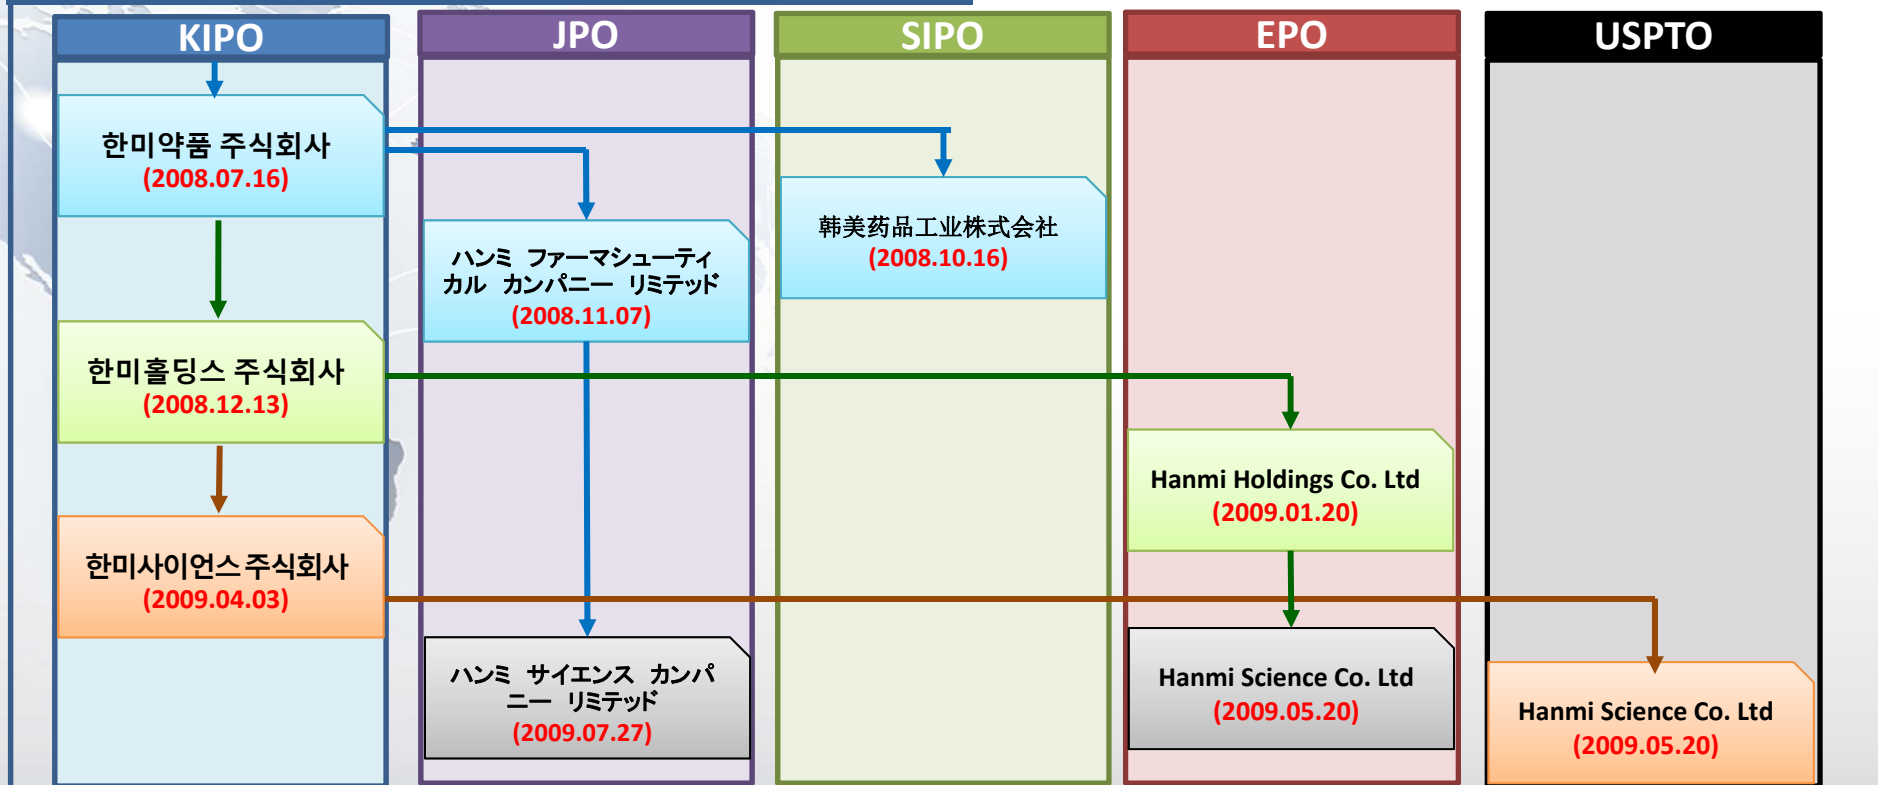 KIPO
JPO
SIPO
EPO
USPTO
한미약품 주식회사
(2008.07.16)
한미홀딩스 주식회사
(2008.12.13)
한미사이언스 주식회사
(2009.04.03)
ハンミ ファーマシューティ
カル カンパニー リミテッド
(2008.11.07)
ハンミ サイエンス カンパ
ニー リミテッド
(2009.07.27)
韩美药品工业株式会社
(2008.10.16)
Hanmi Holdings Co. Ltd
(2009.01.20)
Hanmi Science Co. Ltd
(2009.05.20)
Hanmi Science Co. Ltd
(2009.05.20)